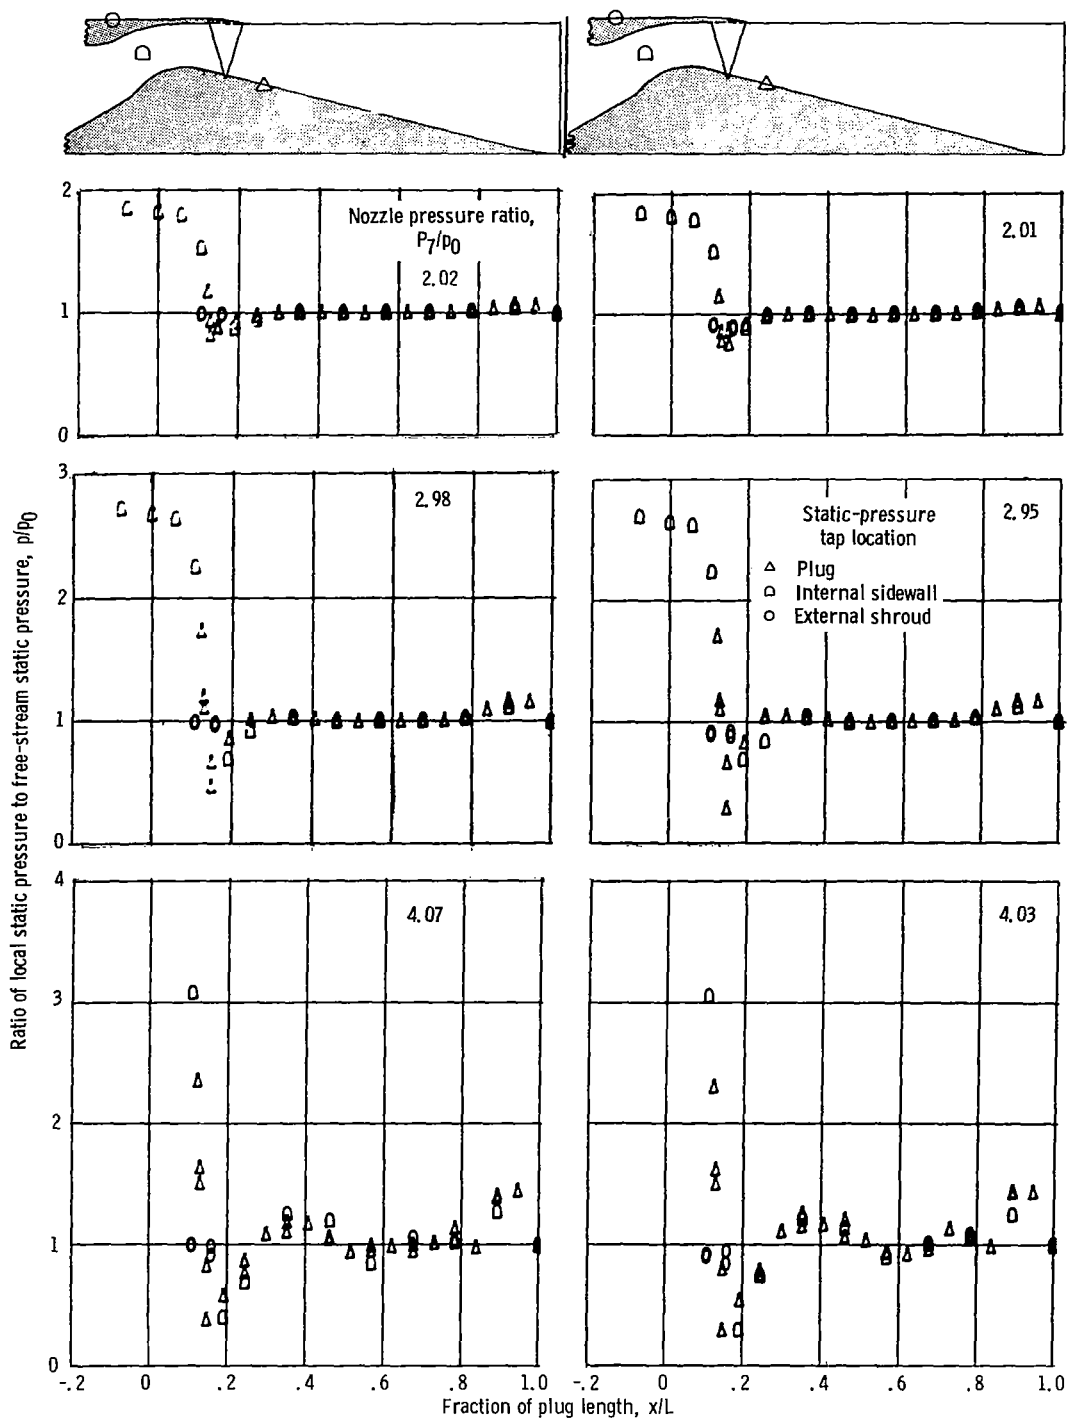 2
1
0
Nozzle pressure ratio,
P7/p0
2.02
2.01
3
2
1
0
2.98
2.95
Static-pressure
tap location
Plug
Internal sidewall
External shroud
4
3
2
1
0
4.07
4.03
-.2 0 .2 .4 .6 .8 1.0
-.2 0 .2 .4 .6 .8 1.0
Fraction of plug length, x/L
Ratio of local static pressure to free-stream static pressure, p/p0